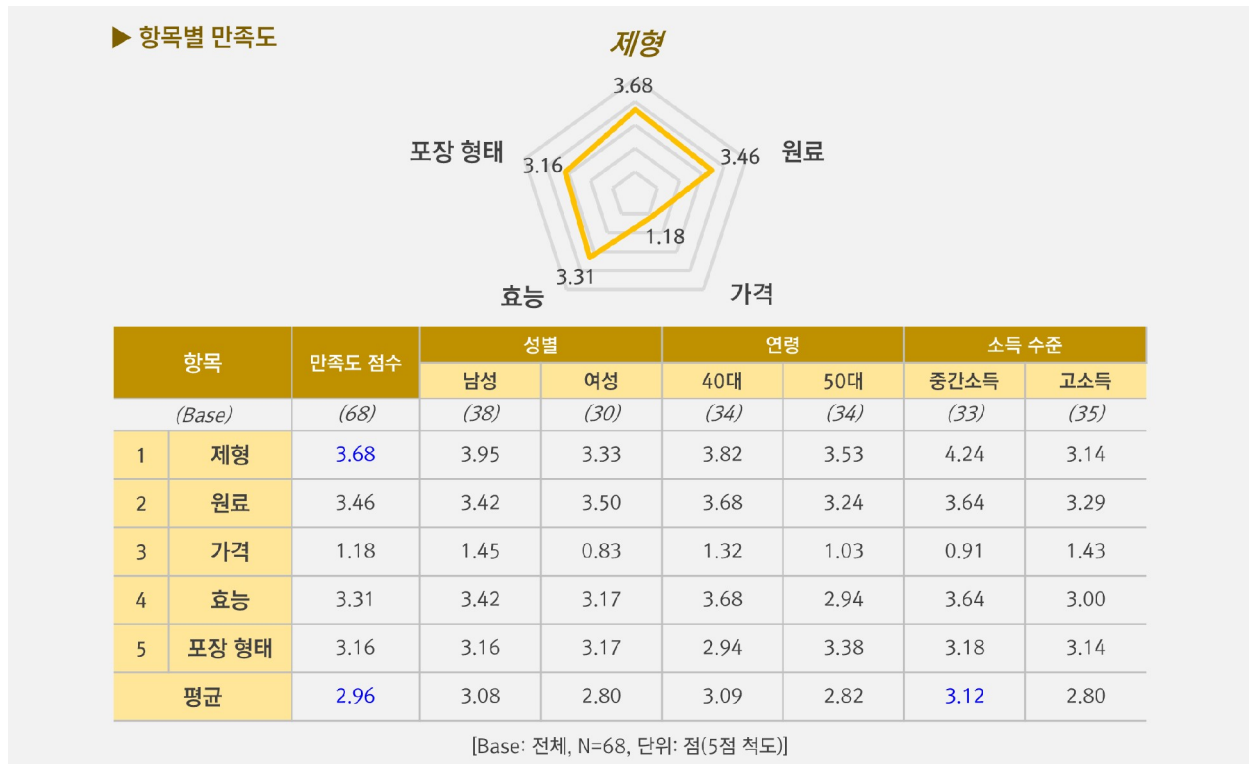 ▶ 항목별 만족도
제형
3.68
포장 형태 3.16 3.46 원료
1.18
3.31
효능 가격
항목 만족도 점수 성별 연령 소득 수준
남성 여성 40대 50대 중간소득 고소득
(Base) (68) (38) (30) (34) (34) (33) (35)
1 제형 3.68 3.95 3.33 3.82 3.53 4.24 3.14
2 원료 3.46 3.42 3.50 3.68 3.24 3.64 3.29
3 가격 1.18 1.45 0.83 1.32 1.03 0.91 1.43
4 효능 3.31 3.42 3.17 3.68 2.94 3.64 3.00
5 포장 형태 3.16 3.16 3.17 2.94 3.38 3.18 3.14
평균 2.96 3.08 2.80 3.09 2.82 3.12 2.80
[Base: 전체, N=68, 단위: 점(5점 척도)]